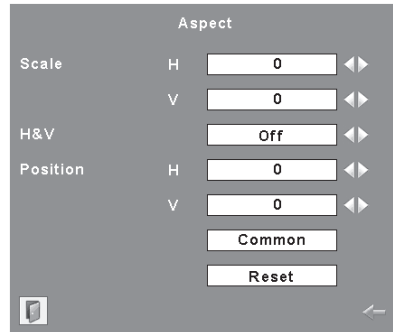 Aspect
Scale H 0
V 0
H&V Off
Position H 0
V 0
Common
Reset